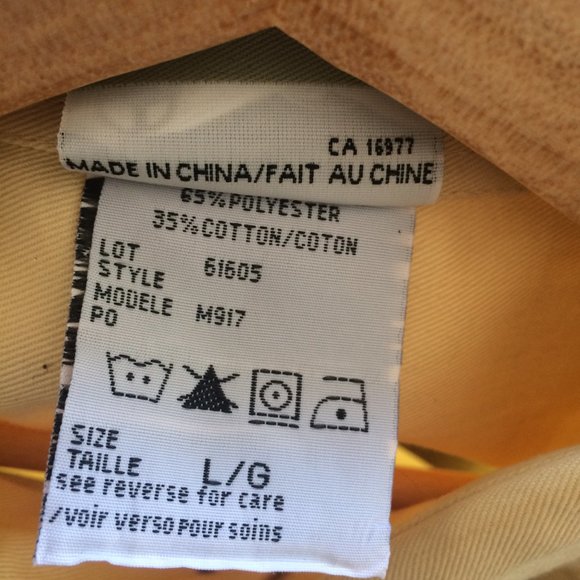 CA 16977
MADE IN CHINA/FAIT AU CHINE
65%POLYESTER
35%COTTON/COTON
LOT
STYLE 61605
MODELE
PO M917
SIZE
TAILLE L/G
see reverse for care
/voir verso pour soins